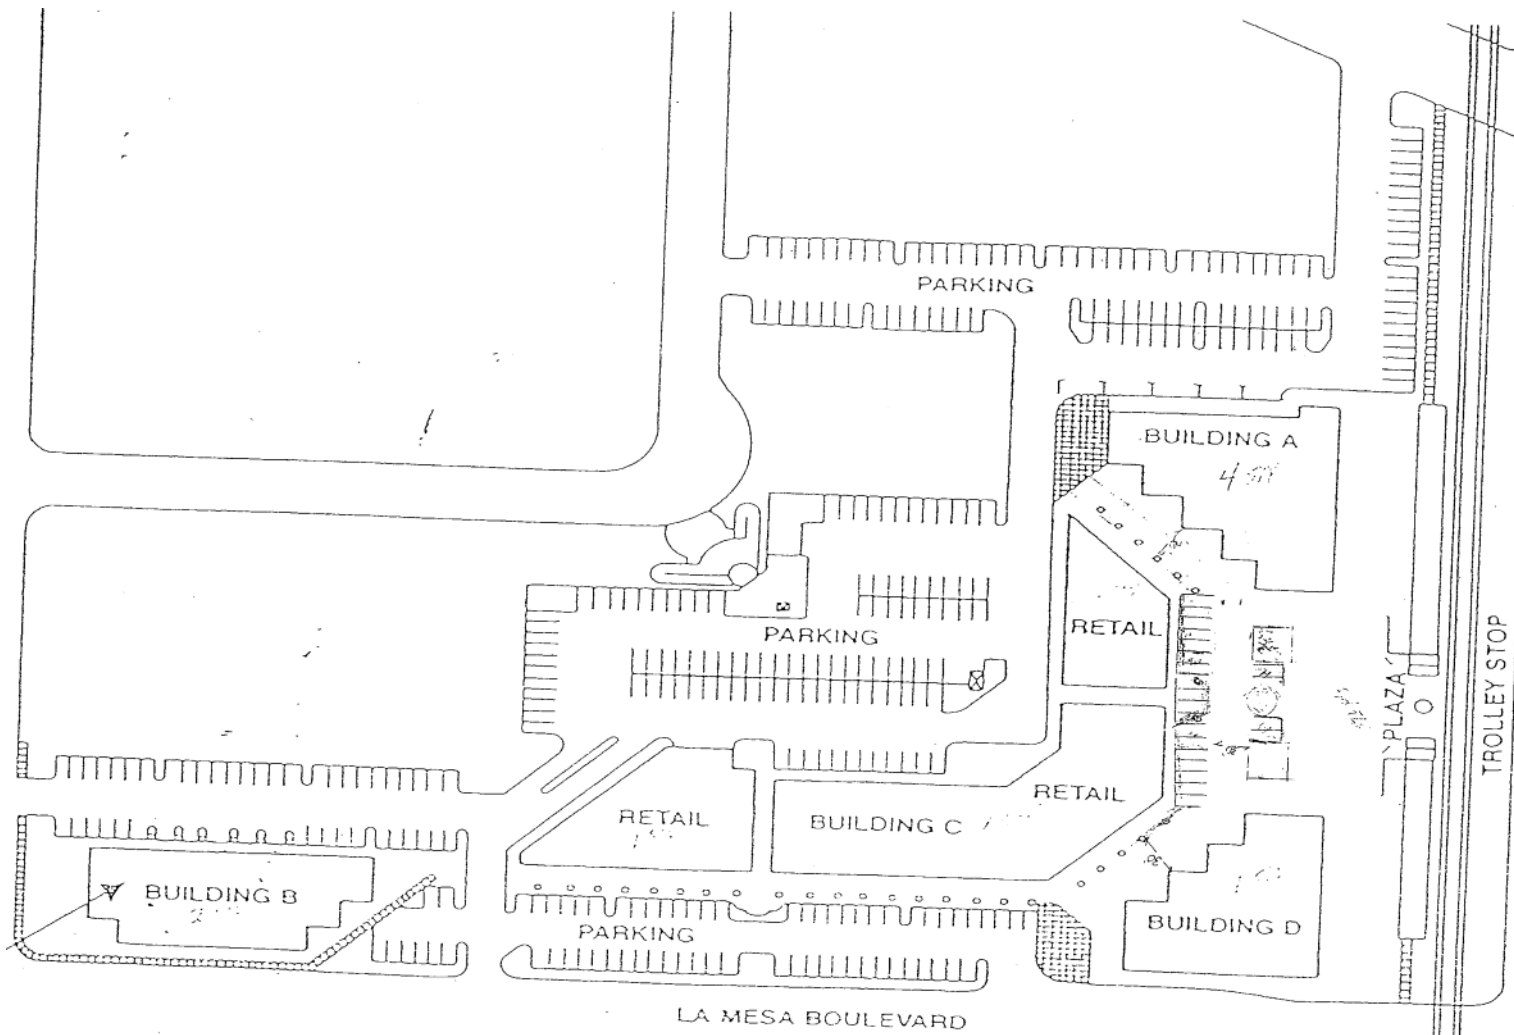 PARKING
BUILDING A
RETAIL
PARKING
PLAZA
TROLLEY STOP
RETAIL
RETAIL
BUILDING C
BUILDING B
BUILDING D
PARKING
LA MESA BOULEVARD